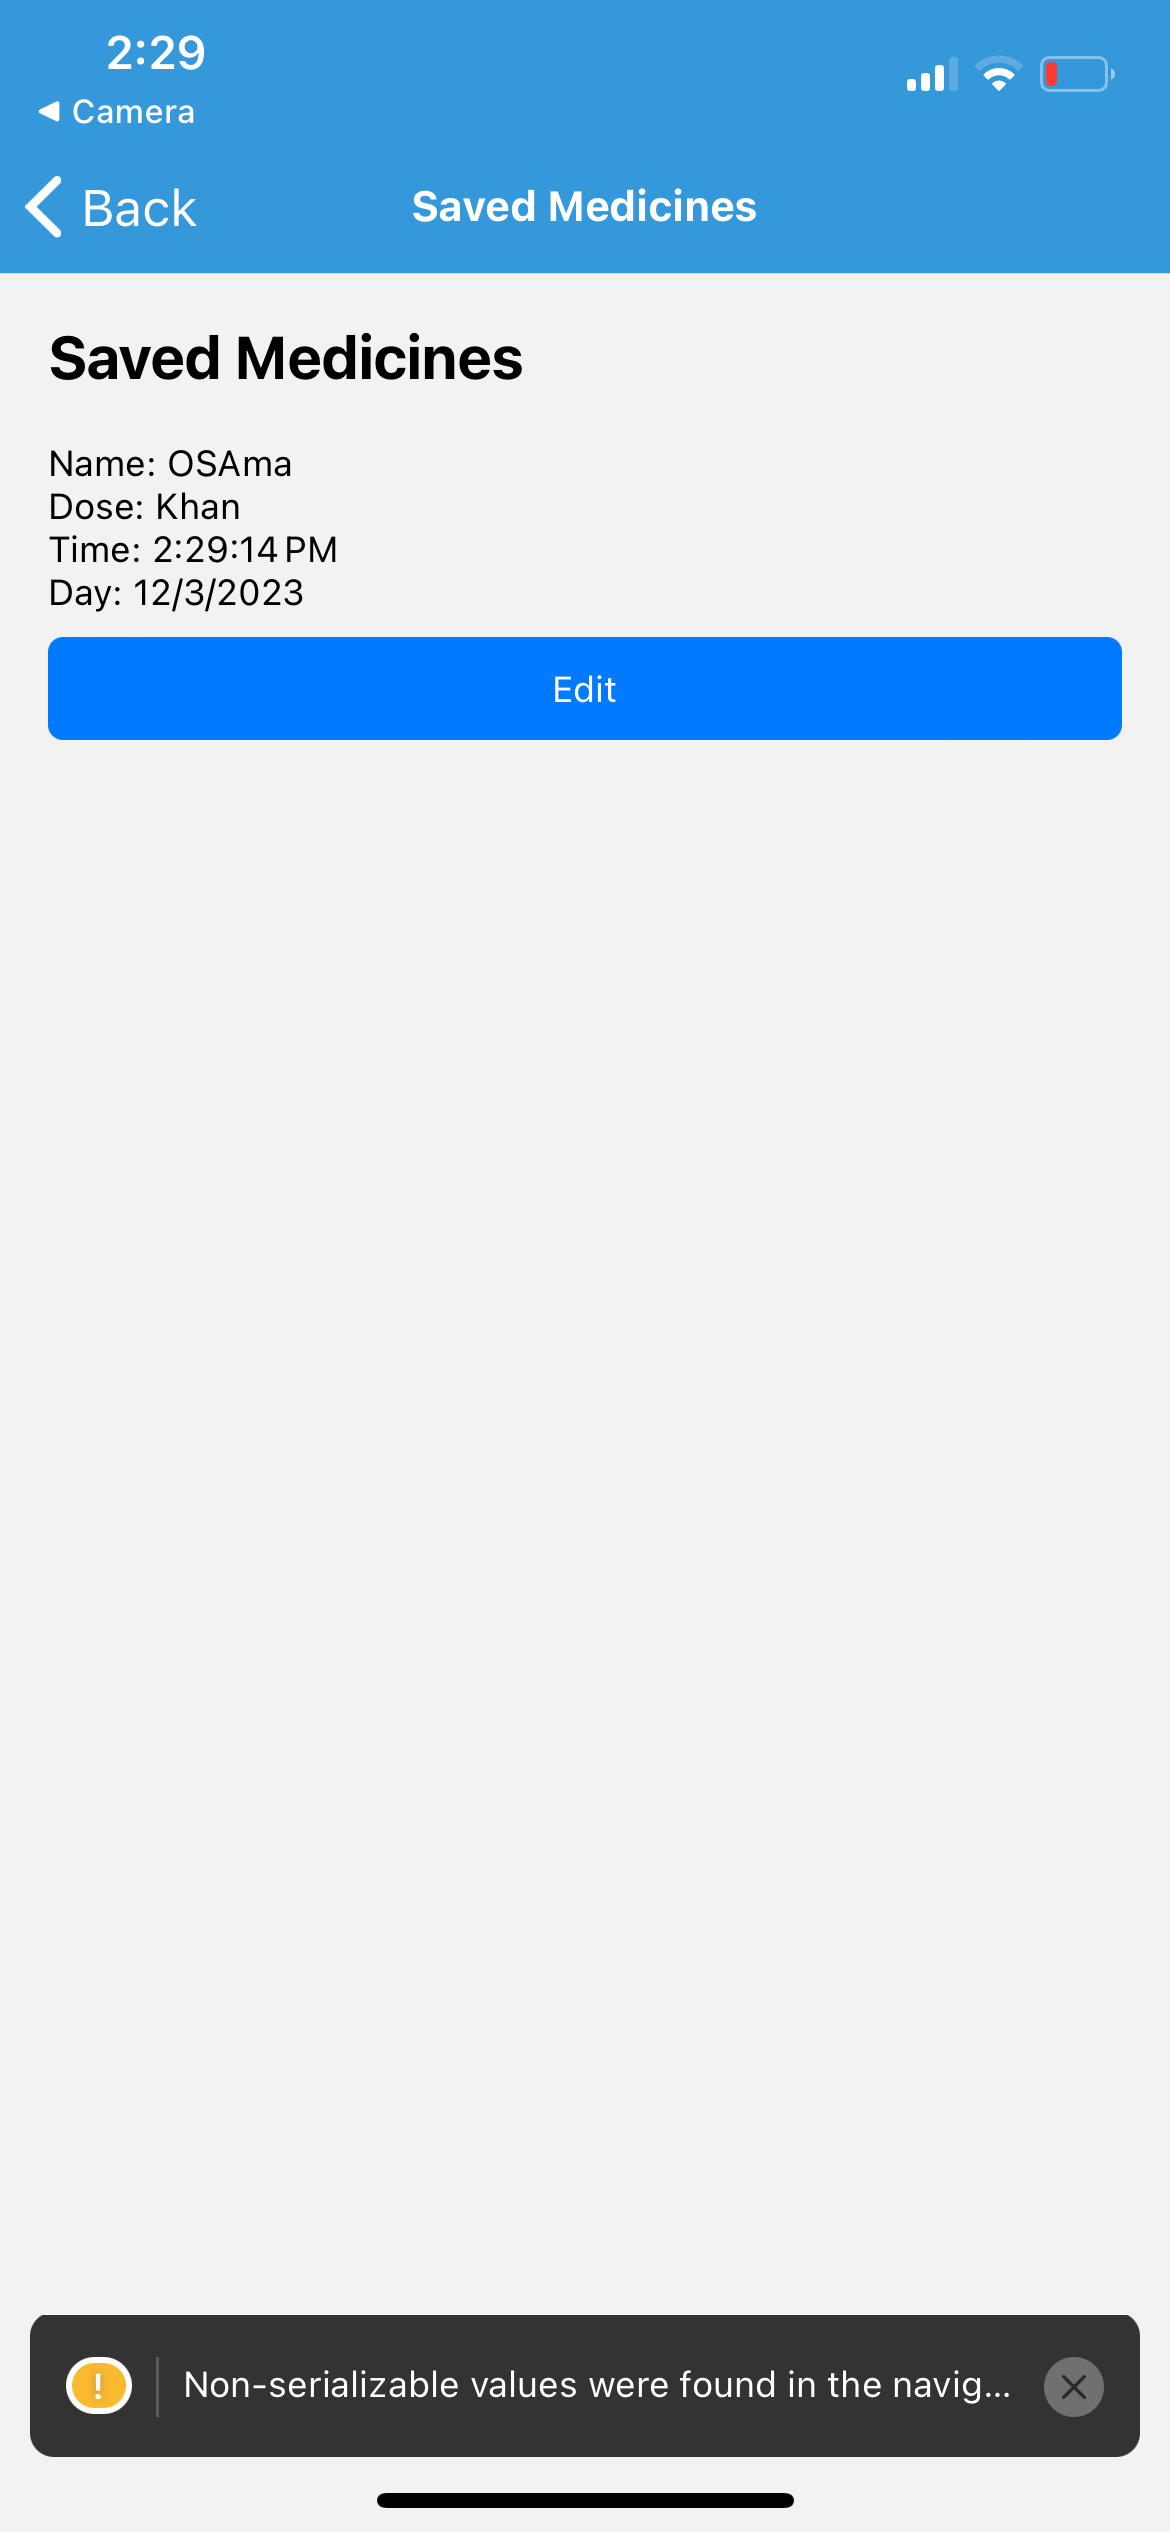 2:29
Camera
Back
Saved Medicines
Saved Medicines
Name: OSAma
Dose: Khan
Time: 2:29:14 PM
Day: 12/3/2023
Edit
! Non-serializable values were found in the navig...